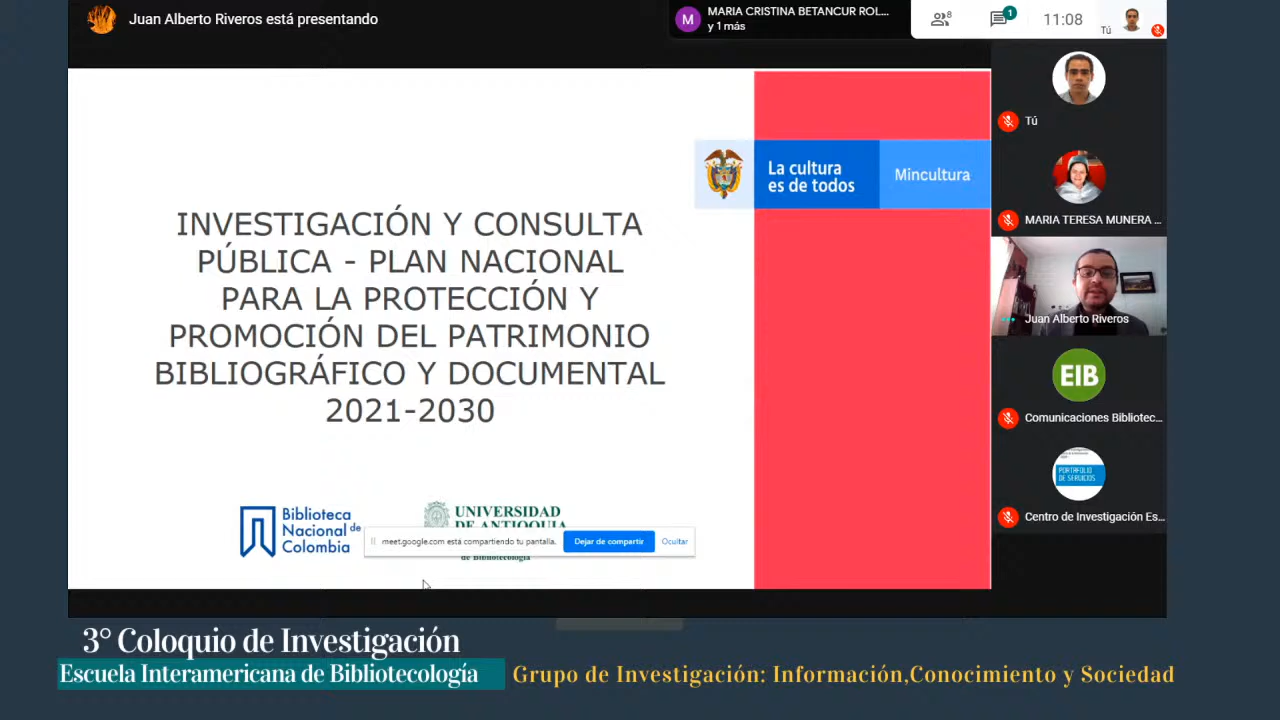 Juan Alberto Riveros está presentando
M
MARIA CRISTINA BETANCUR ROL...
y 1 más
8
1
11:08
Tú
Tú
MARIA TERESA MUNERA ...
Juan Alberto Riveros
EIB
Comunicaciones Bibliotec...
PORTAFOLIO
DE SERVICIOS
Centro de Investigación Es...
La cultura
es de todos
Mincultura
INVESTIGACIÓN Y CONSULTA
PÚBLICA - PLAN NACIONAL
PARA LA PROTECCIÓN Y
PROMOCIÓN DEL PATRIMONIO
BIBLIOGRÁFICO Y DOCUMENTAL
2021-2030
Biblioteca
Nacional de
Colombia
UNIVERSIDAD
DE ANTIOQUIA
de Bibliotecología
meet.google.com está compartiendo tu pantalla.
Dejar de compartir
Ocultar
3° Coloquio de Investigación
Escuela Interamericana de Bibliotecología
Grupo de Investigación: Información,Conocimiento y Sociedad